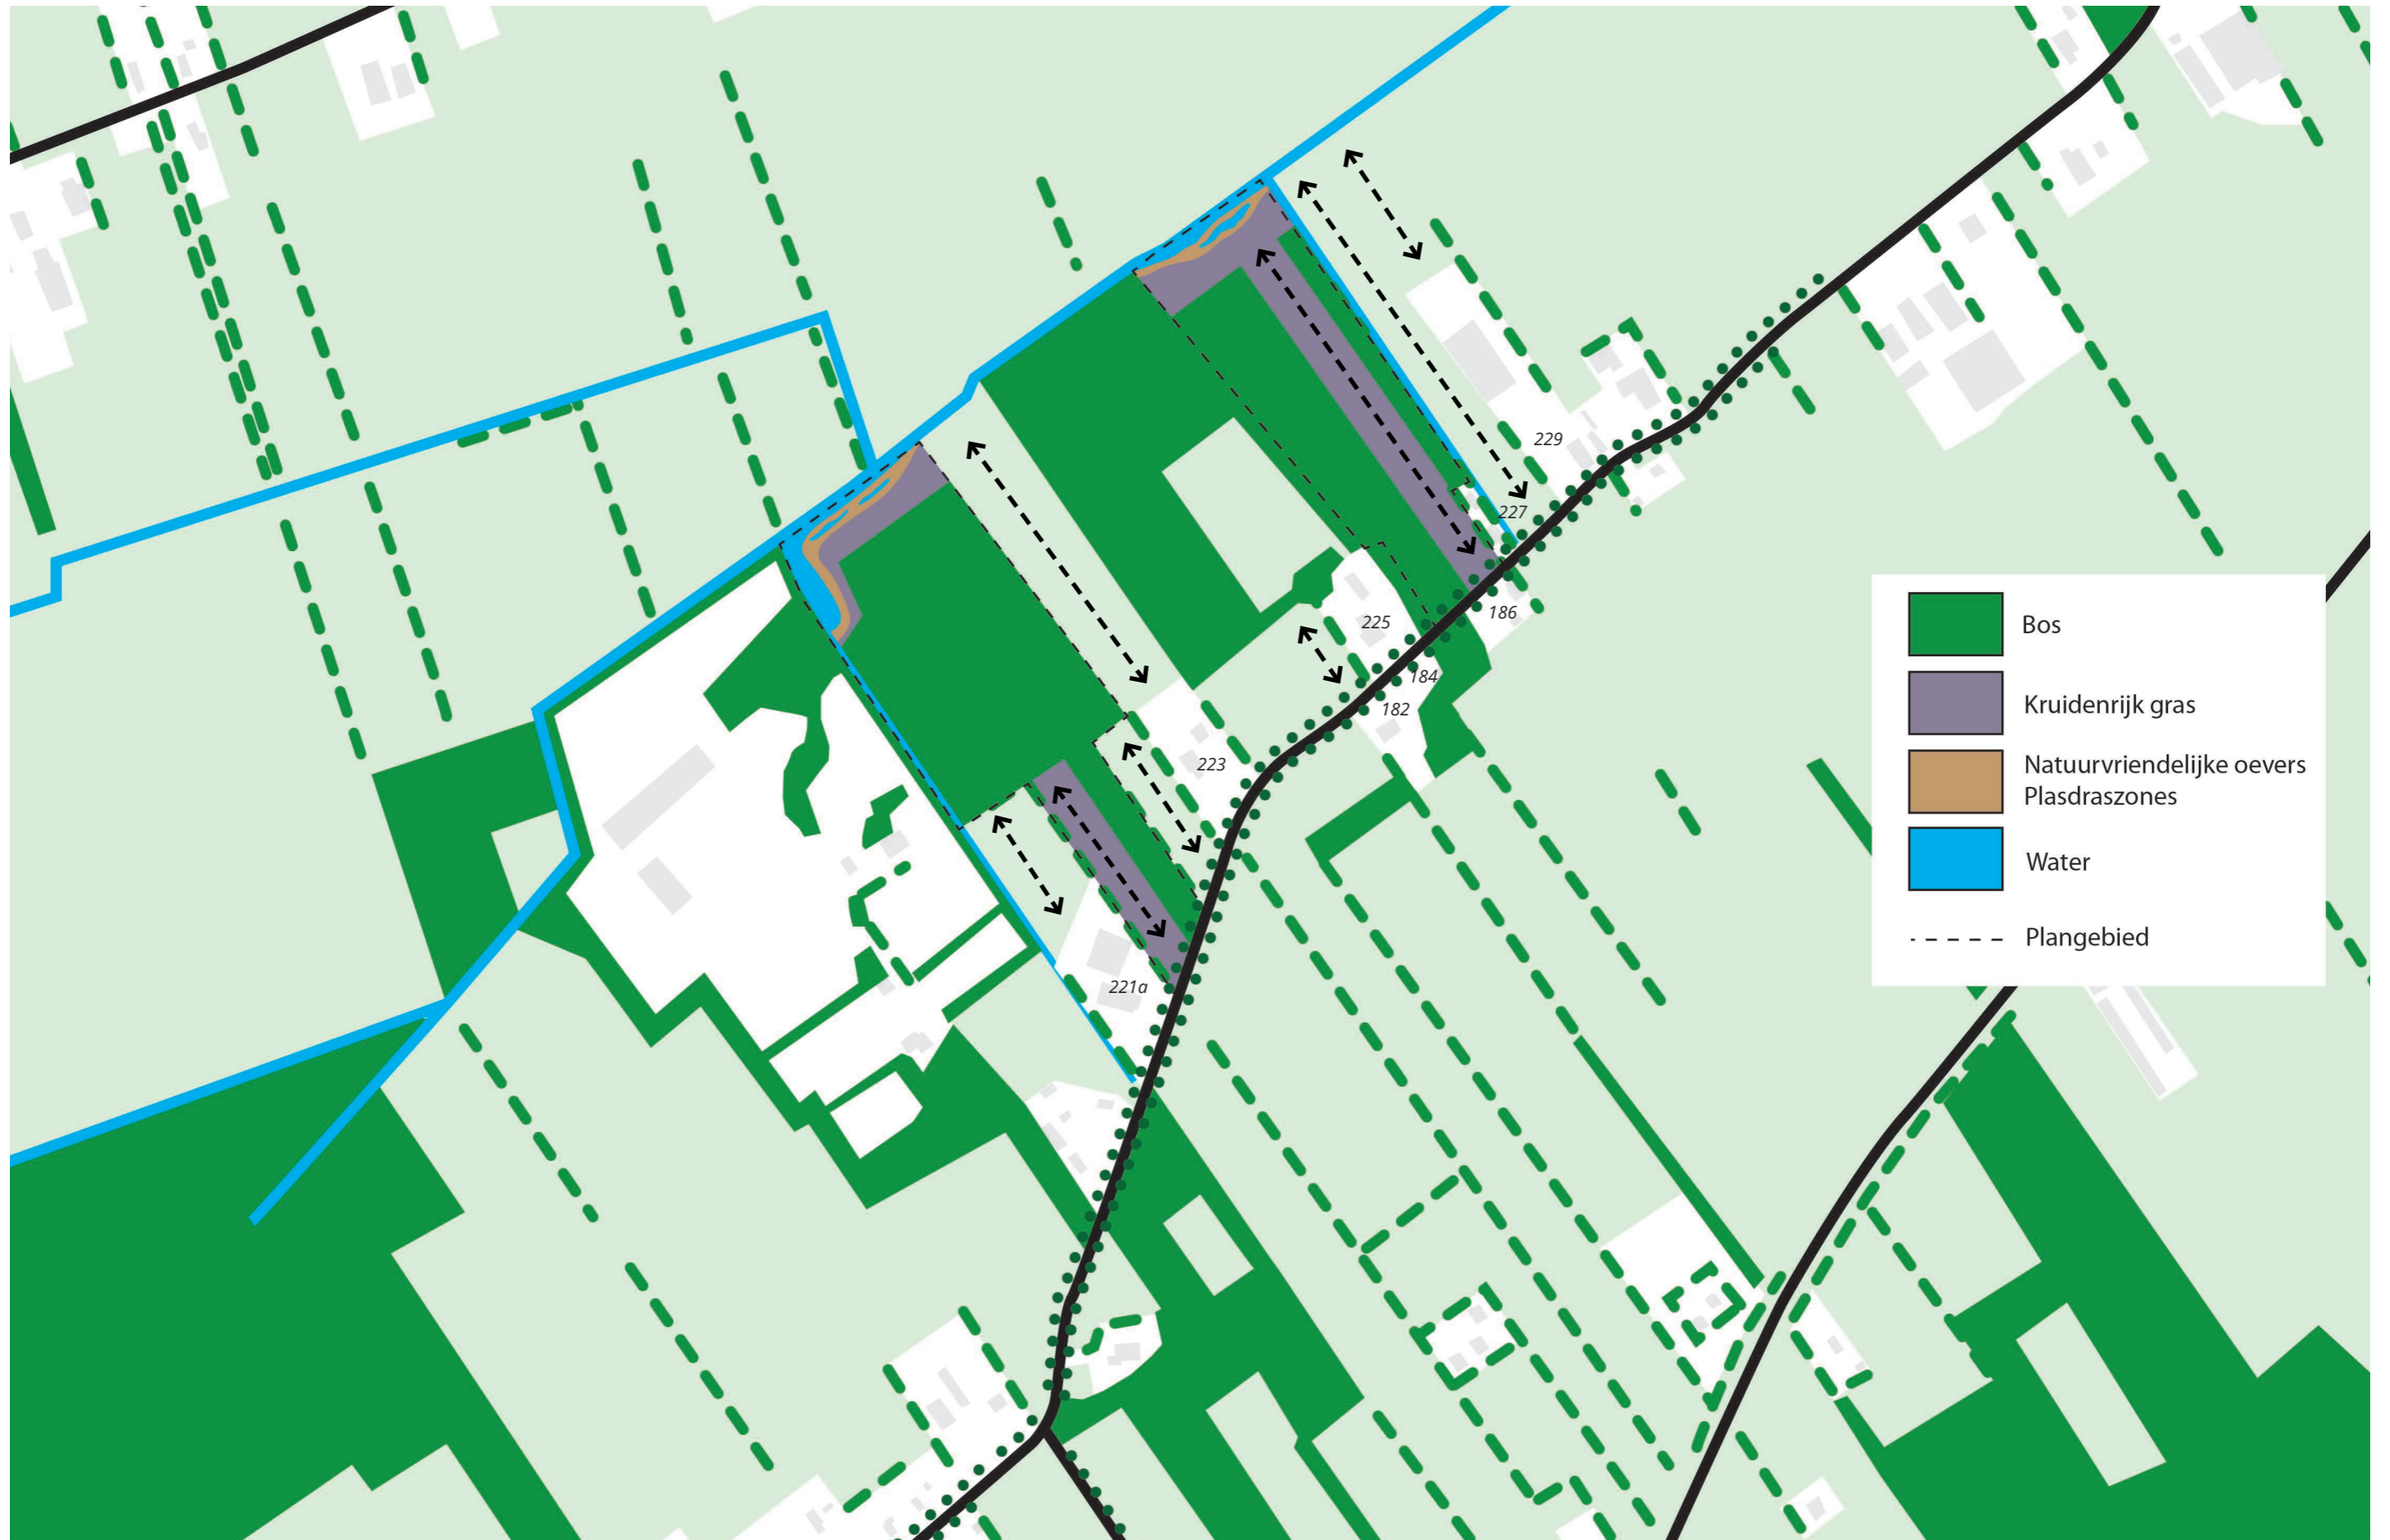 229
227
186
225
184
182
223
221a
Bos
Kruidenrijk gras
Natuurvriendelijke oevers
Plasdraszones
Water
Plangebied